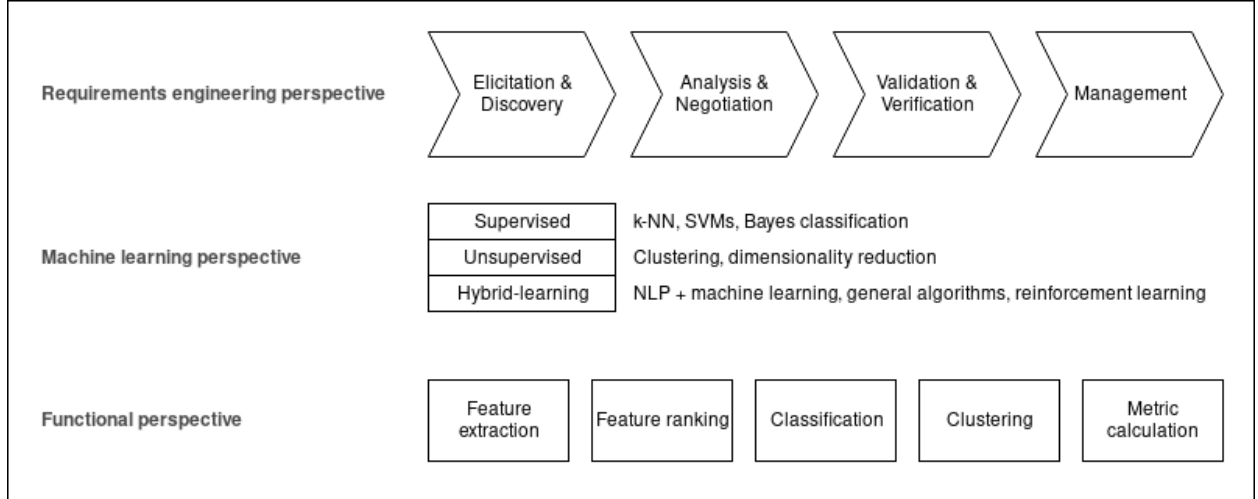 Requirements engineering perspective
Elicitation &
Discovery
Analysis &
Negotiation
Validation &
Verification
Management
Machine learning perspective
Supervised
k-NN, SVMs, Bayes classification
Unsupervised
Clustering, dimensionality reduction
Hybrid-learning
NLP + machine learning, general algorithms, reinforcement learning
Functional perspective
Feature
extraction
Feature ranking
Classification
Clustering
Metric
calculation